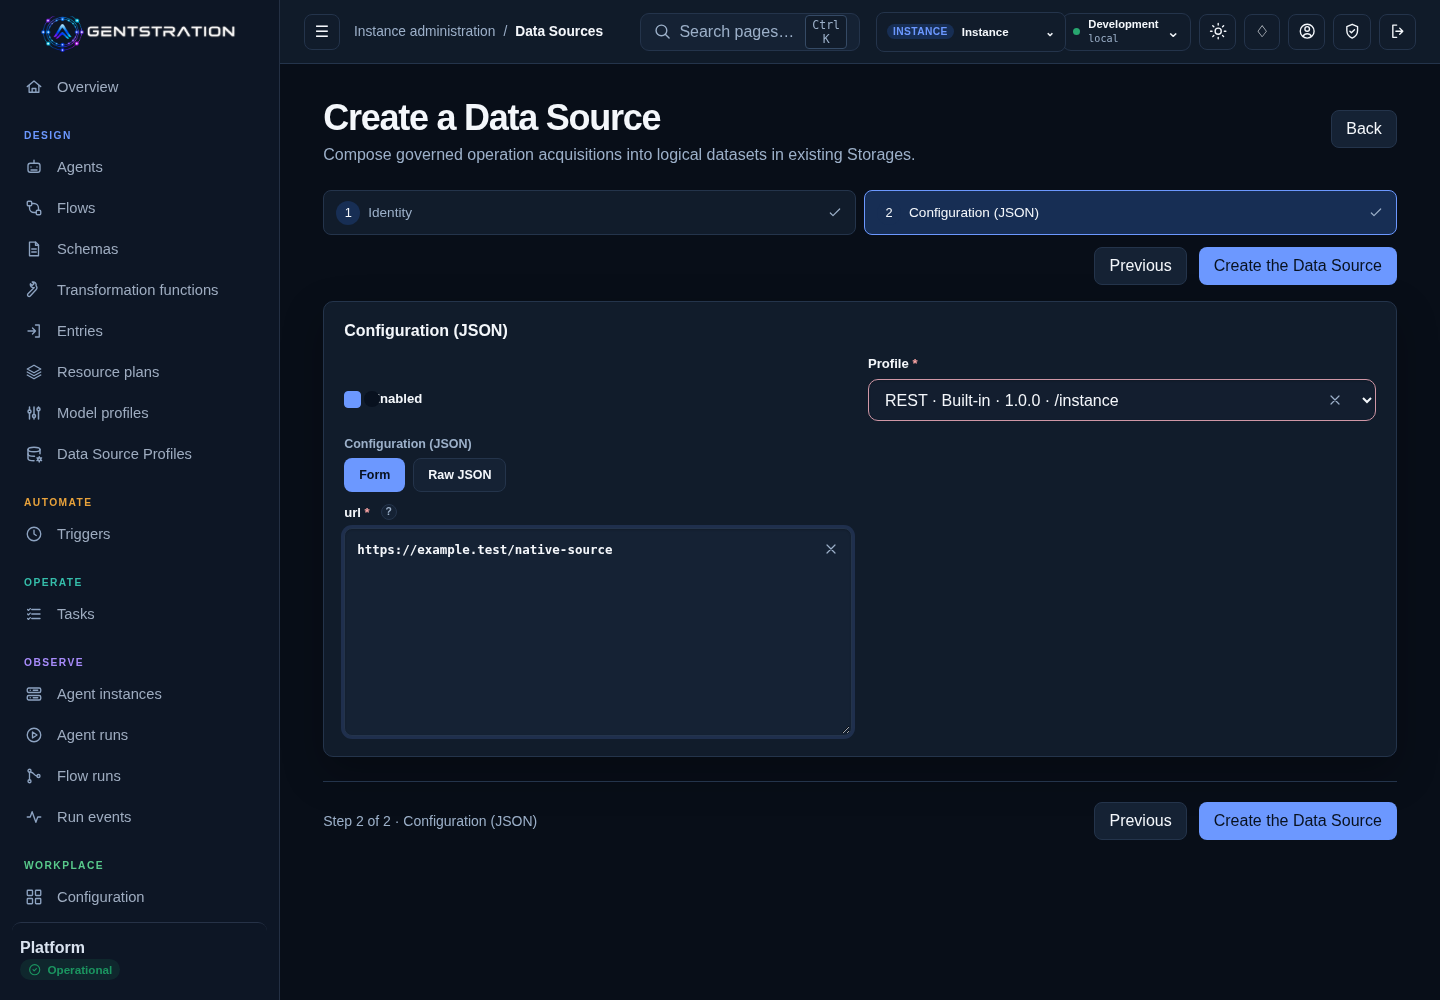 GENTSTRATION
☰
Instance administration / Data Sources
Search pages…
Ctrl K
INSTANCE Instance
Development
local
Overview
DESIGN
Agents
Flows
Schemas
Transformation functions
Entries
Resource plans
Model profiles
Data Source Profiles
AUTOMATE
Triggers
OPERATE
Tasks
OBSERVE
Agent instances
Agent runs
Flow runs
Run events
WORKPLACE
Configuration
Platform
Operational
Create a Data Source
Compose governed operation acquisitions into logical datasets in existing Storages.
Back
1 Identity
2 Configuration (JSON)
Previous
Create the Data Source
Configuration (JSON)
nabled
Profile *
REST · Built-in · 1.0.0 · /instance
Configuration (JSON)
Form
Raw JSON
url * ?
https://example.test/native-source
Step 2 of 2 · Configuration (JSON)
Previous
Create the Data Source